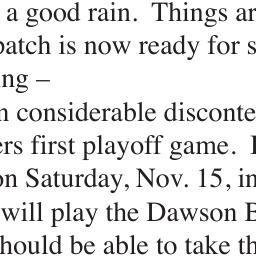 a good rain.  Things ar
patch is now ready for s
ng –
n considerable disconte
ers first playoff game.
on Saturday, Nov. 15, in
will play the Dawson B
hould be able to take th